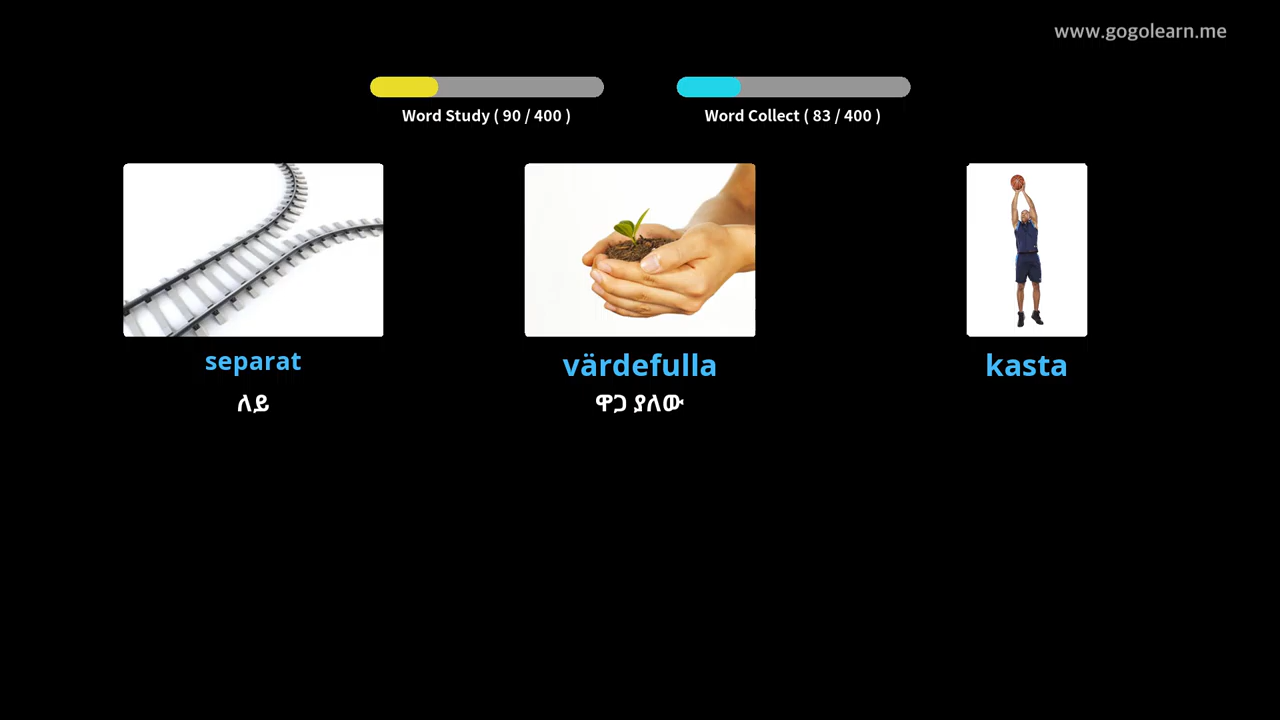 www.gogolearn.me
Word Study ( 90 / 400 )
Word Collect ( 83 / 400 )
separat
ለይ
värdefulla
ዋጋ ያለው
kasta